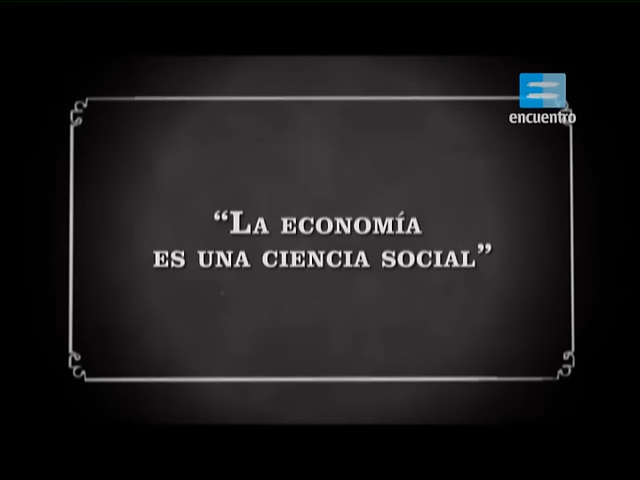 encuentro
“La economía
es una ciencia social”